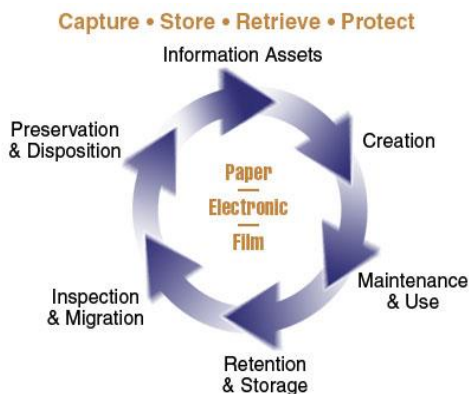 Capture • Store • Retrieve • Protect
Information Assets
Creation
Maintenance
& Use
Retention
& Storage
Inspection
& Migration
Preservation
& Disposition
Paper
Electronic
Film